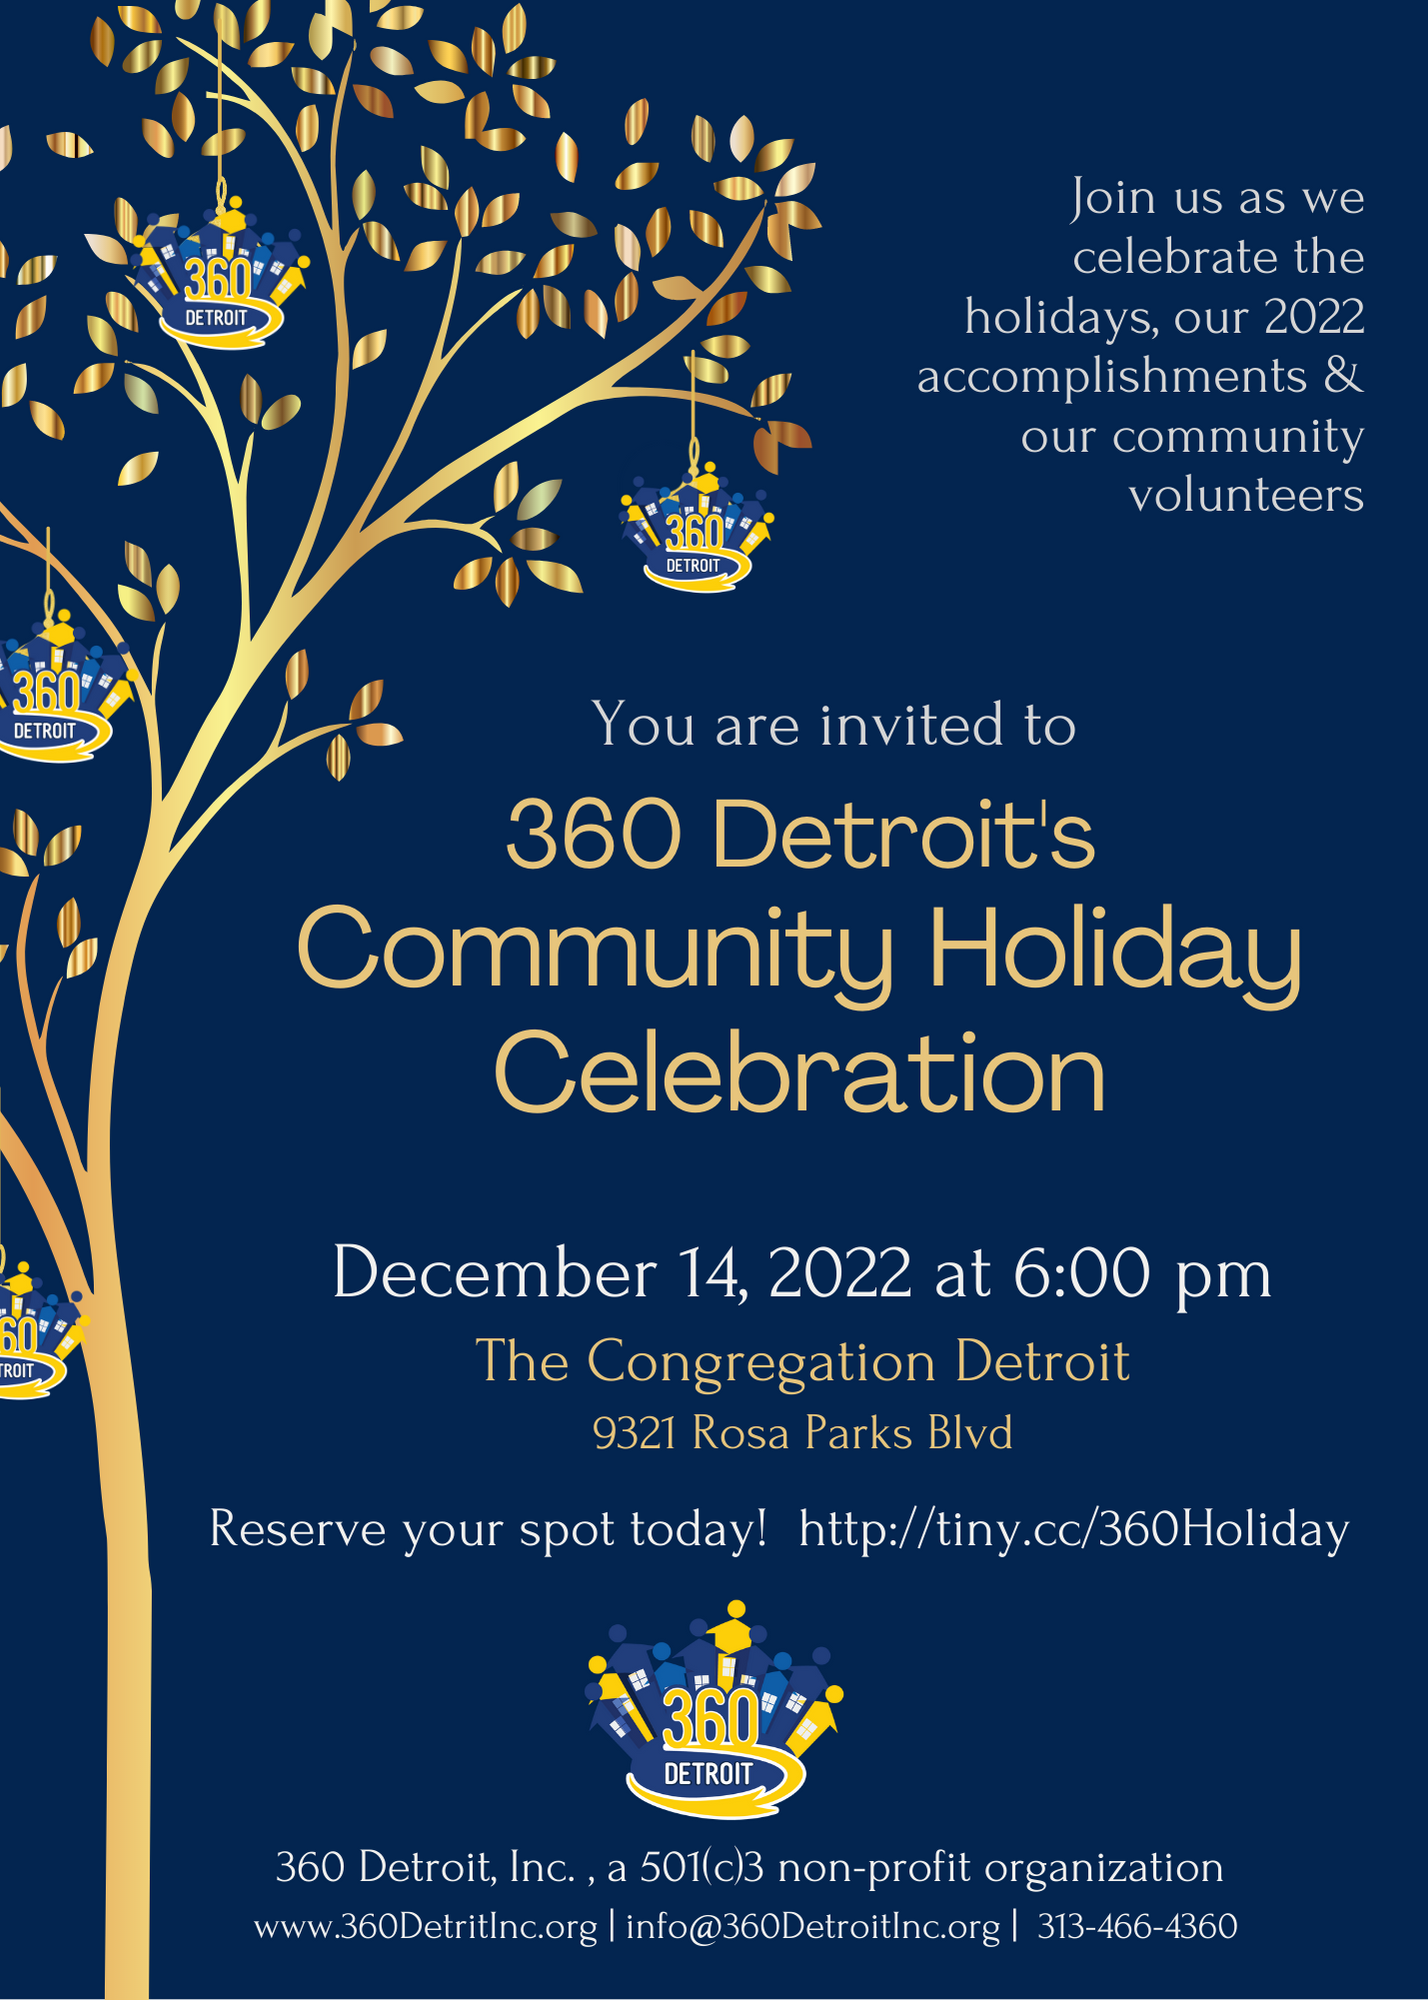 360
DETROIT
Join us as we
celebrate the
holidays, our 2022
accomplishments &
our community
volunteers
360
DETROIT
360
DETROIT
You are invited to
360 Detroit's
Community Holiday
Celebration
December 14, 2022 at 6:00 pm
60
TROIT
The Congregation Detroit
9321 Rosa Parks Blvd
Reserve your spot today! http://tiny.cc/360Holiday
360
DETROIT
360 Detroit, Inc. , a 501(c)3 non-profit organization
www.360DetritInc.org | info@360DetroitInc.org | 313-466-4360